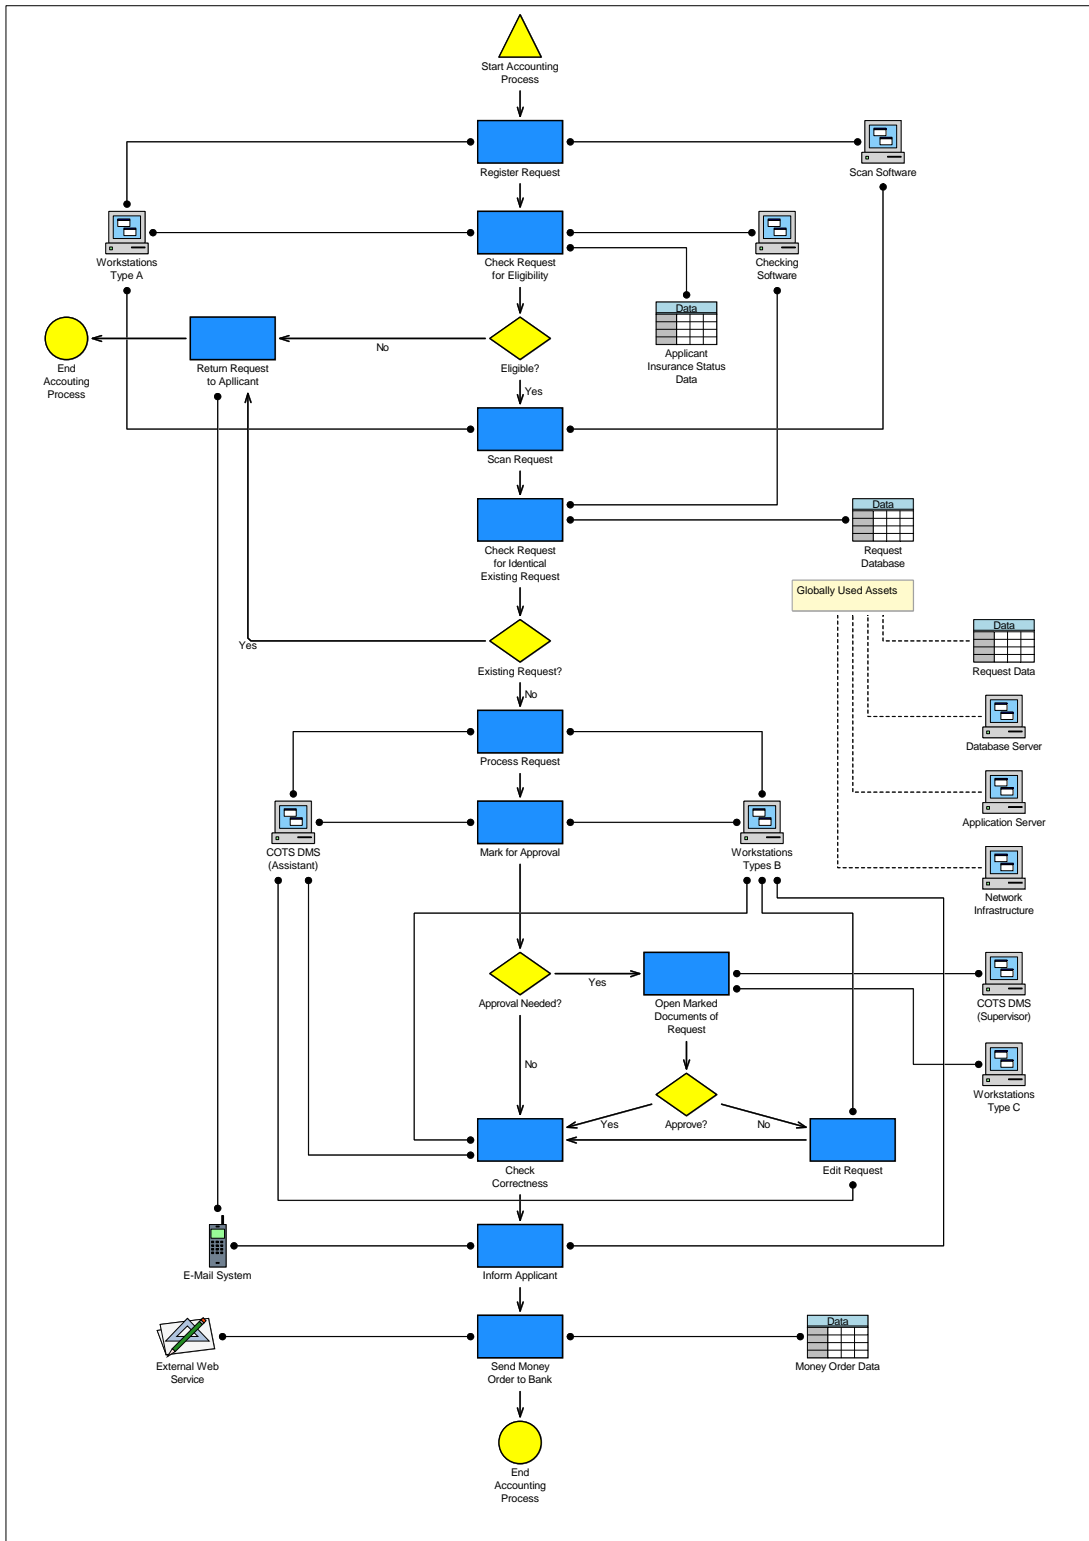 Start Accounting
Process
Register Request
Scan Software
Workstations
Type A
Check Request
for Eligibility
Checking
Software
Data
Applicant
Insurance Status
Data
End
Accouting
Process
Return Request
to Apllicant
No
Eligible?
Yes
Scan Request
Check Request
for Identical
Existing Request
Data
Request
Database
Globally Used Assets
Yes
Existing Request?
No
Data
Request Data
Process Request
Database Server
COTS DMS
(Assistant)
Mark for Approval
Workstations
Types B
Application Server
Network
Infrastructure
Approval Needed?
Yes
Open Marked
Documents of
Request
COTS DMS
(Supervisor)
No
Workstations
Type C
Yes
Approve?
No
Check
Correctness
Edit Request
E-Mail System
Inform Applicant
External Web
Service
Send Money
Order to Bank
Data
Money Order Data
End
Accounting
Process